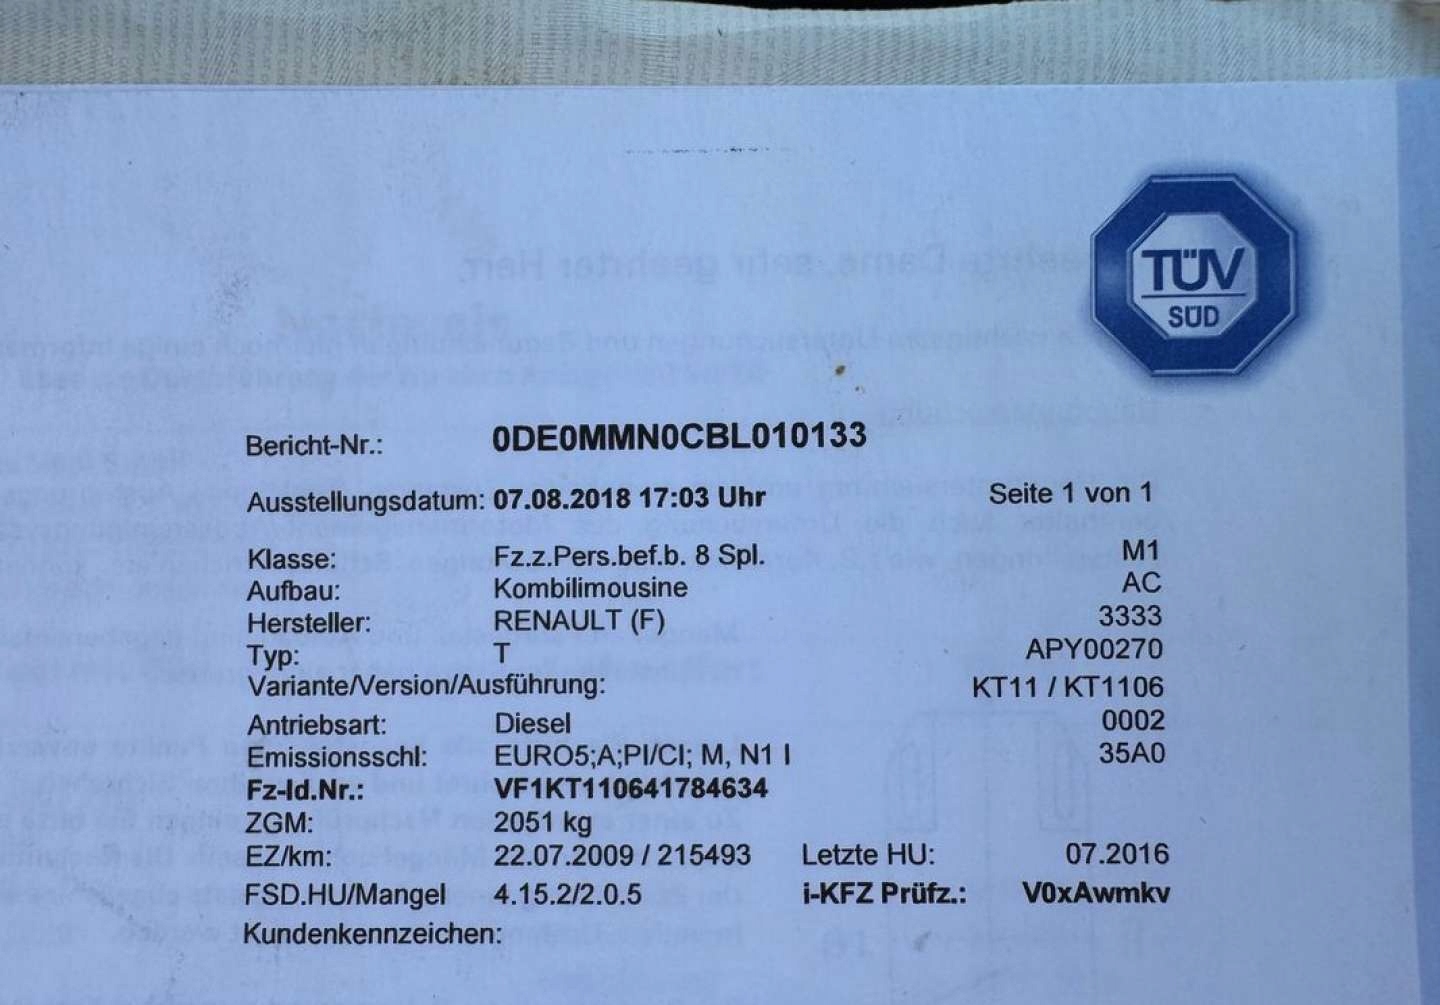 TÜV
SÜD
Bericht-Nr.: 0DE0MMN0CBL010133
Ausstellungsdatum: 07.08.2018 17:03 Uhr Seite 1 von 1
Klasse: Fz.z.Pers.bef.b. 8 Spl. M1
Aufbau: Kombilimousine AC
Hersteller: RENAULT (F) 3333
Typ: T APY00270
Variante/Version/Ausführung: KT11 / KT1106
Antriebsart: Diesel 0002
Emissionsschl: EURO5;A;PI/CI; M, N1 I 35A0
Fz-Id.Nr.: VF1KT110641784634
ZGM: 2051 kg
EZ/km: 22.07.2009 / 215493 Letzte HU: 07.2016
FSD.HU/Mangel 4.15.2/2.0.5 i-KFZ Prüfz.: V0xAwmkv
Kundenkennzeichen: